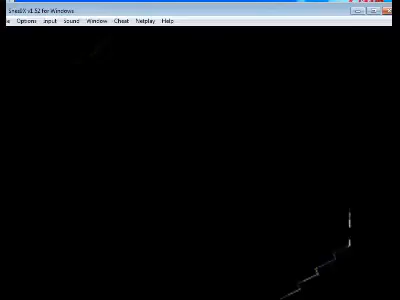 Snes9X v1.52 for Windows
Options Input Sound Window Cheat Netplay Help